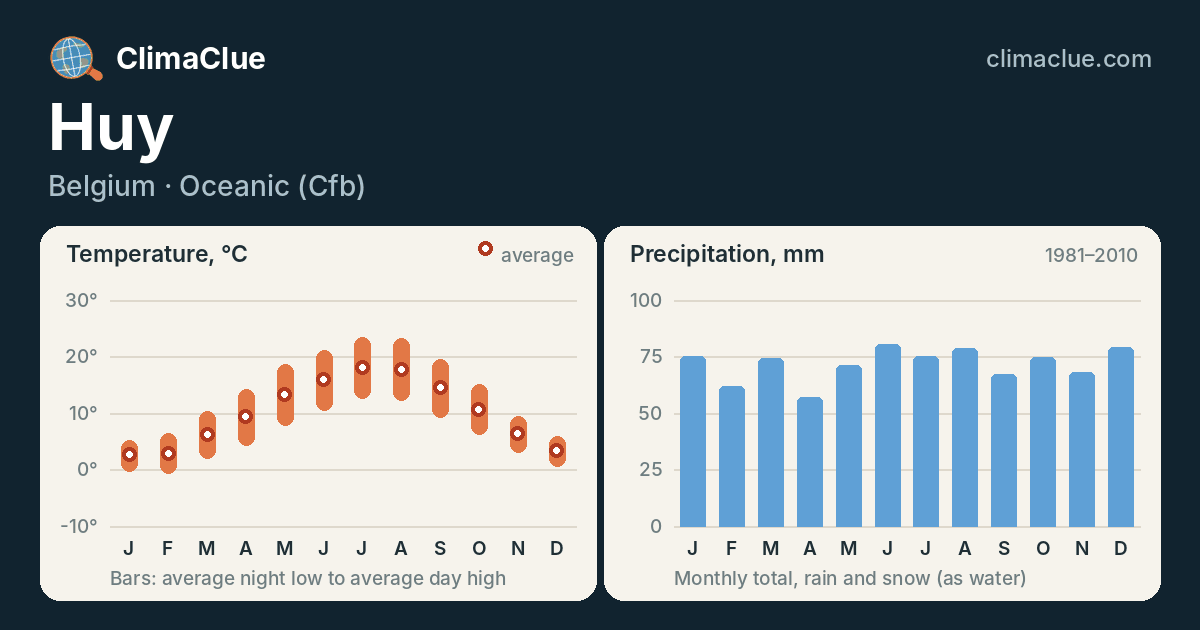 ClimaClue
climaclue.com
Huy
Belgium · Oceanic (Cfb)
Temperature, °C
average
30°
20°
10°
0°
-10°
J F M A M J J A S O N D
Bars: average night low to average day high
Precipitation, mm
1981–2010
100
75
50
25
0
J F M A M J J A S O N D
Monthly total, rain and snow (as water)